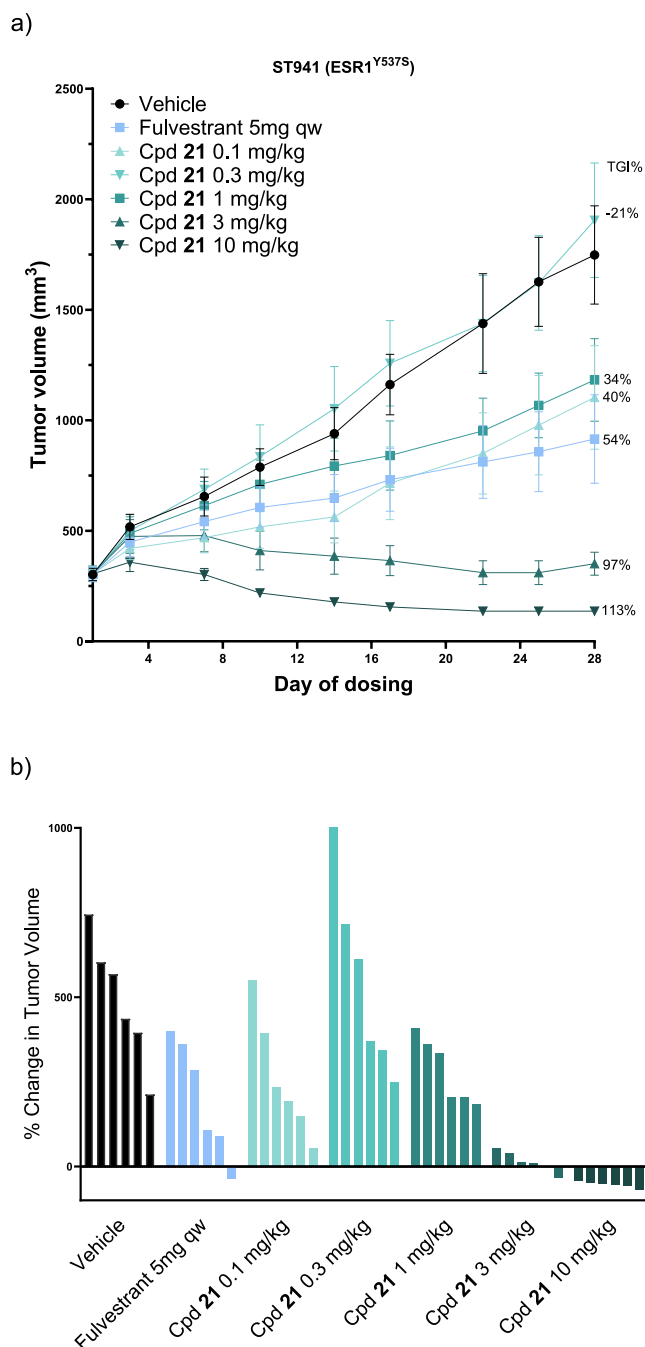 a)
ST941 (ESR1Y537S)
Vehicle
Fulvestrant 5mg qw
Cpd 21 0.1 mg/kg
Cpd 21 0.3 mg/kg
Cpd 21 1 mg/kg
Cpd 21 3 mg/kg
Cpd 21 10 mg/kg
TGI%
-21%
34%
40%
54%
97%
113%
2500
2000
1500
1000
500
0
Tumor volume (mm³)
4 8 12 16 20 24 28
Day of dosing
b)
1000
500
0
% Change in Tumor Volume
Vehicle
Fulvestrant 5mg qw
Cpd 21 0.1 mg/kg
Cpd 21 0.3 mg/kg
Cpd 21 1 mg/kg
Cpd 21 3 mg/kg
Cpd 21 10 mg/kg